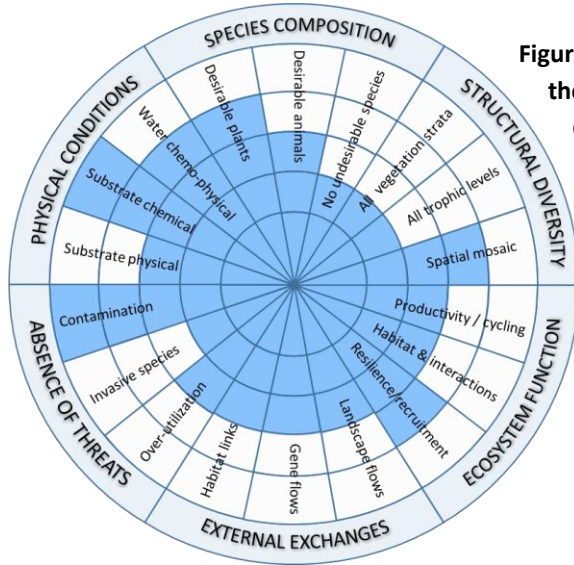 SPECIES COMPOSITION
Figur
the
STRUCTURAL DIVERSITY
PHYSICAL CONDITIONS
Desirable plants
Desirable animals
No undesirable species
All vegetation strata
Water chemo-physical
All trophic levels
Substrate chemical
Spatial mosaic
Substrate physical
Productivity / cycling
Contamination
Habitat & interactions
Invasive species
Resilience/recruitment
Over-utilization
Landscape flows
Habitat links
Gene flows
ABSENCE OF THREATS
ECOSYSTEM FUNCTION
EXTERNAL EXCHANGES